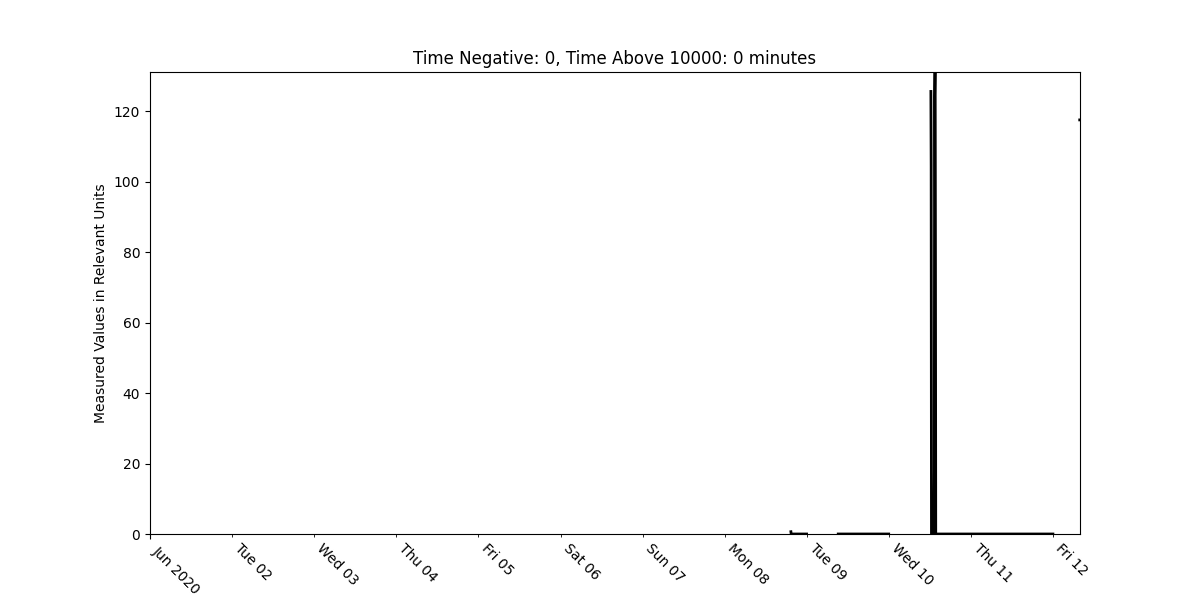 Time Negative: 0, Time Above 10000: 0 minutes
120
100
80
60
40
20
0
Measured Values in Relevant Units
Jun 2020
Tue 02
Wed 03
Thu 04
Fri 05
Sat 06
Sun 07
Mon 08
Tue 09
Wed 10
Thu 11
Fri 12